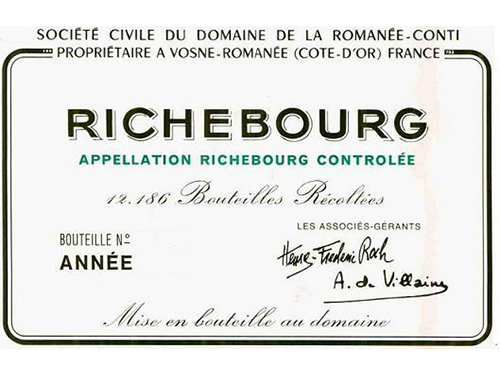 SOCIÉTÉ CIVILE DU DOMAINE DE LA ROMANÉE-CONTI
PROPRIÉTAIRE A VOSNE-ROMANÉE (COTE-D'OR) FRANCE
RICHEBOURG
APPELLATION RICHEBOURG CONTROLÉE
12.186 Bouteilles Récoltées
LES ASSOCIÉS-GÉRANTS
BOUTEILLE Nº
Henry-Frédéric Roch
ANNÉE
A. de Villaine
Mise en bouteille au domaine